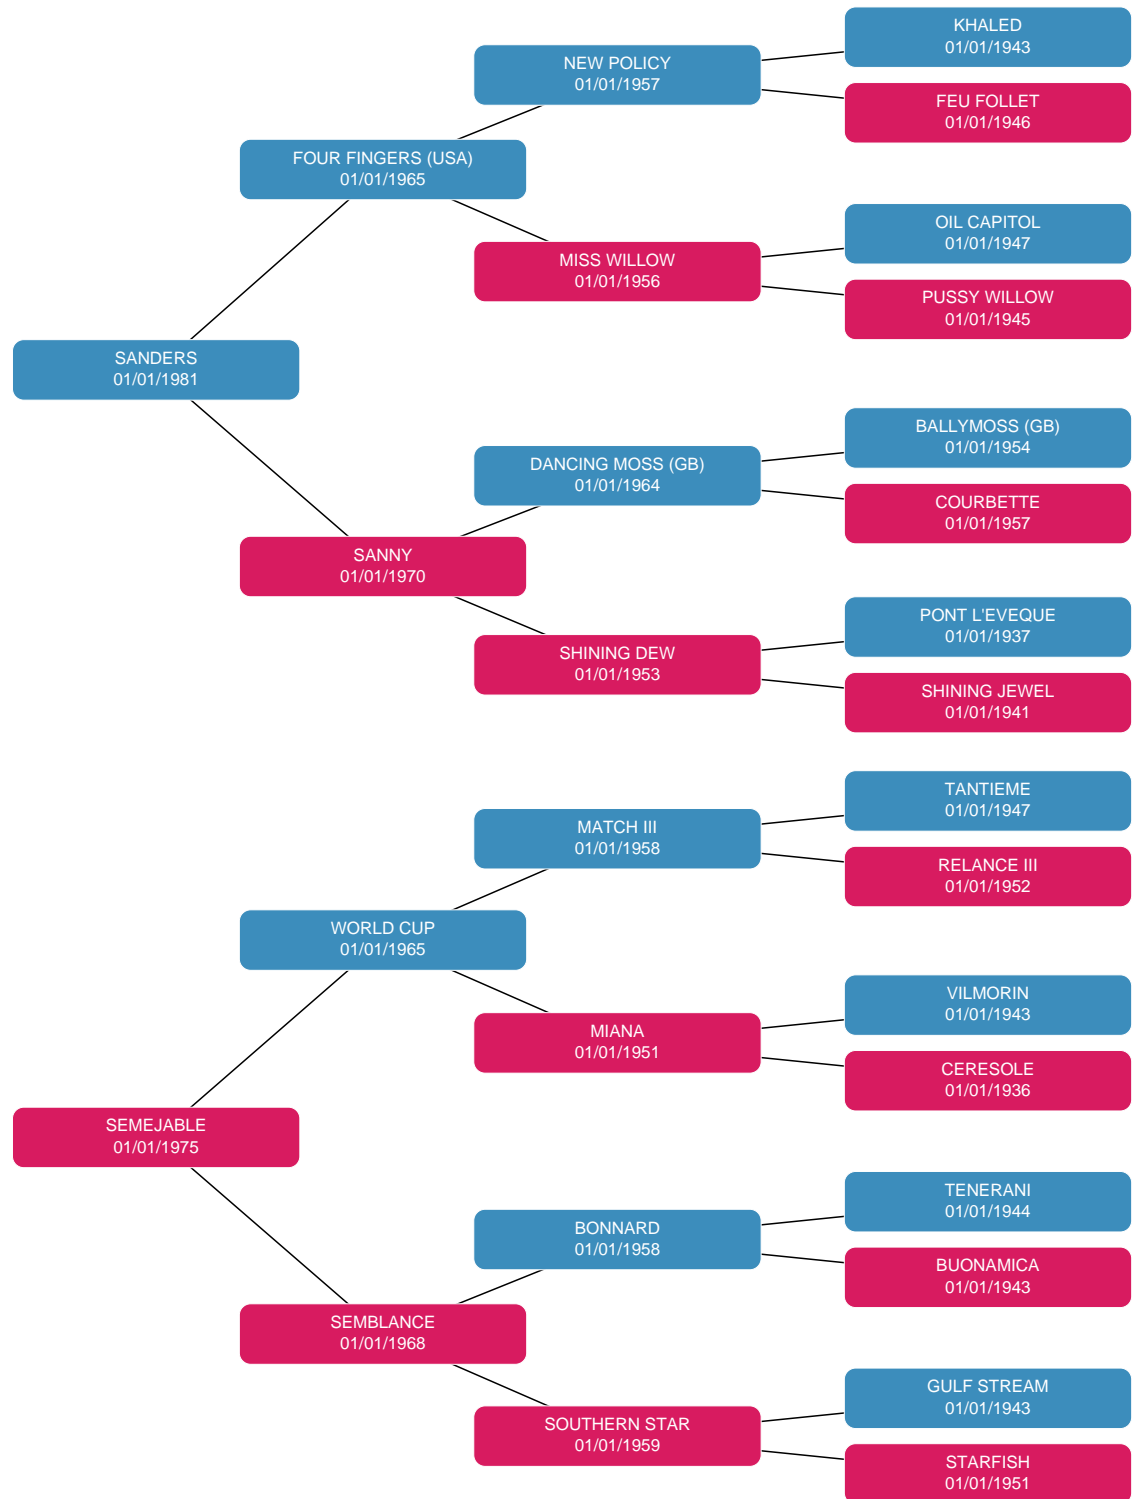 KHALED
01/01/1943
NEW POLICY
01/01/1957
FEU FOLLET
01/01/1946
FOUR FINGERS (USA)
01/01/1965
OIL CAPITOL
01/01/1947
MISS WILLOW
01/01/1956
PUSSY WILLOW
01/01/1945
SANDERS
01/01/1981
BALLYMOSS (GB)
01/01/1954
DANCING MOSS (GB)
01/01/1964
COURBETTE
01/01/1957
SANNY
01/01/1970
PONT L'EVEQUE
01/01/1937
SHINING DEW
01/01/1953
SHINING JEWEL
01/01/1941
TANTIEME
01/01/1947
MATCH III
01/01/1958
RELANCE III
01/01/1952
WORLD CUP
01/01/1965
VILMORIN
01/01/1943
MIANA
01/01/1951
CERESOLE
01/01/1936
SEMEJABLE
01/01/1975
TENERANI
01/01/1944
BONNARD
01/01/1958
BUONAMICA
01/01/1943
SEMBLANCE
01/01/1968
GULF STREAM
01/01/1943
SOUTHERN STAR
01/01/1959
STARFISH
01/01/1951